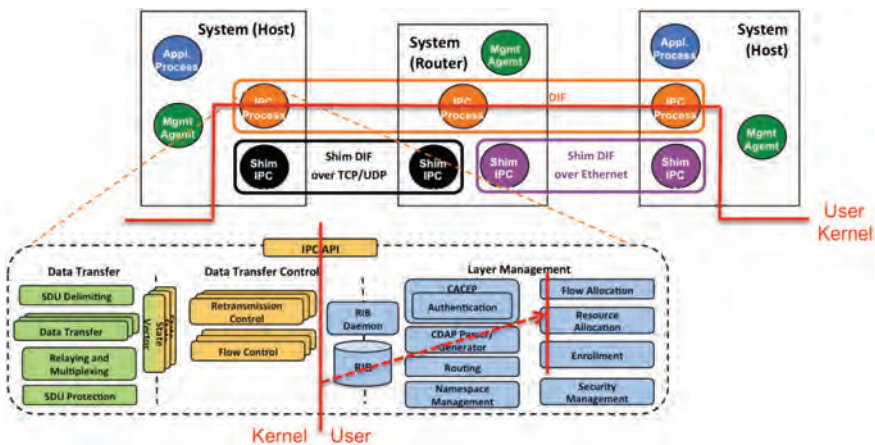 System (Host)
System
(Router)
System
(Host)
Appl.
Process
Mgmt
Agemt
Appl.
Process
Mgmt
Agemt
Mgmt
Agemt
IPC
Process
IPC
Process
DIF
IPC
Process
Shim
IPC
Shim DIF
over TCP/UDP
Shim
IPC
Shim
IPC
Shim DIF
over Ethernet
Shim
IPC
User
Kernel
IPC API
Data Transfer
Data Transfer Control
Layer Management
SDU Delimiting
Data Transfer
Relaying and
Multiplexing
SDU Protection
State
Vector
Retransmission
Control
Flow Control
RIB
Daemon
RIB
CACEP
Authentication
CDAP Parser/
Generator
Routing
Namespace
Management
Flow Allocation
Resource
Allocation
Enrollment
Security
Management
Kernel
User